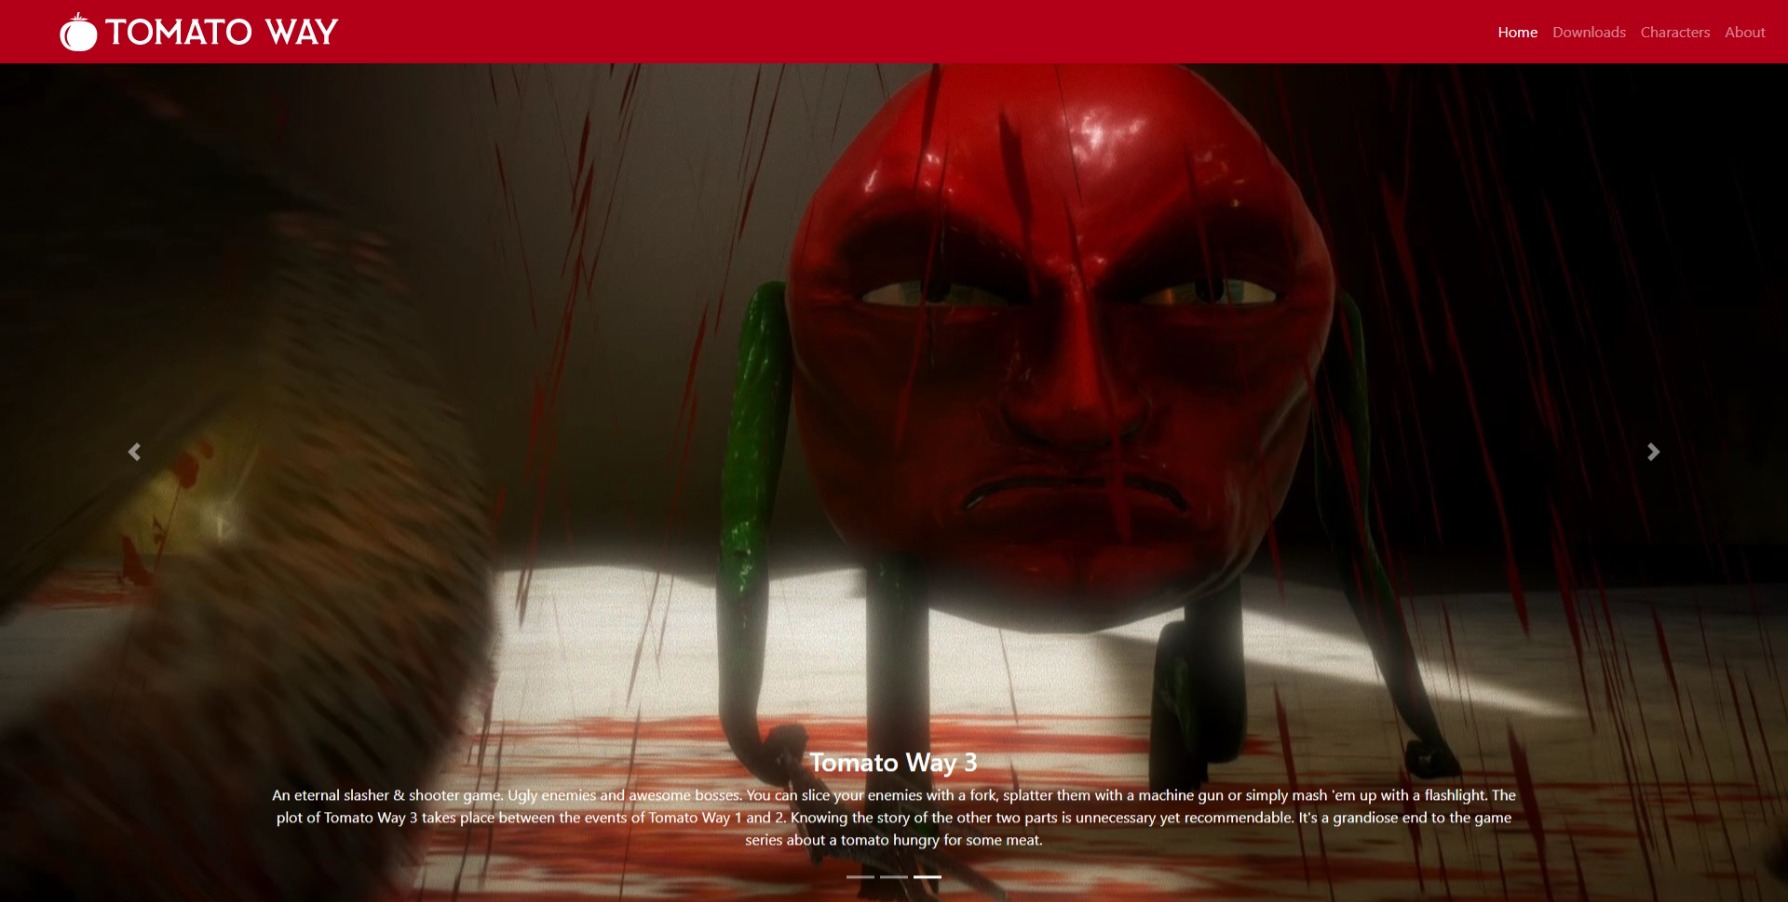 TOMATO WAY
Home Downloads Characters About
Tomato Way 3
An eternal slasher & shooter game. Ugly enemies and awesome bosses. You can slice your enemies with a fork, splatter them with a machine gun or simply mash 'em up with a flashlight. The
plot of Tomato Way 3 takes place between the events of Tomato Way 1 and 2. Knowing the story of the other two parts is unnecessary yet recommendable. It's a grandiose end to the game
series about a tomato hungry for some meat.